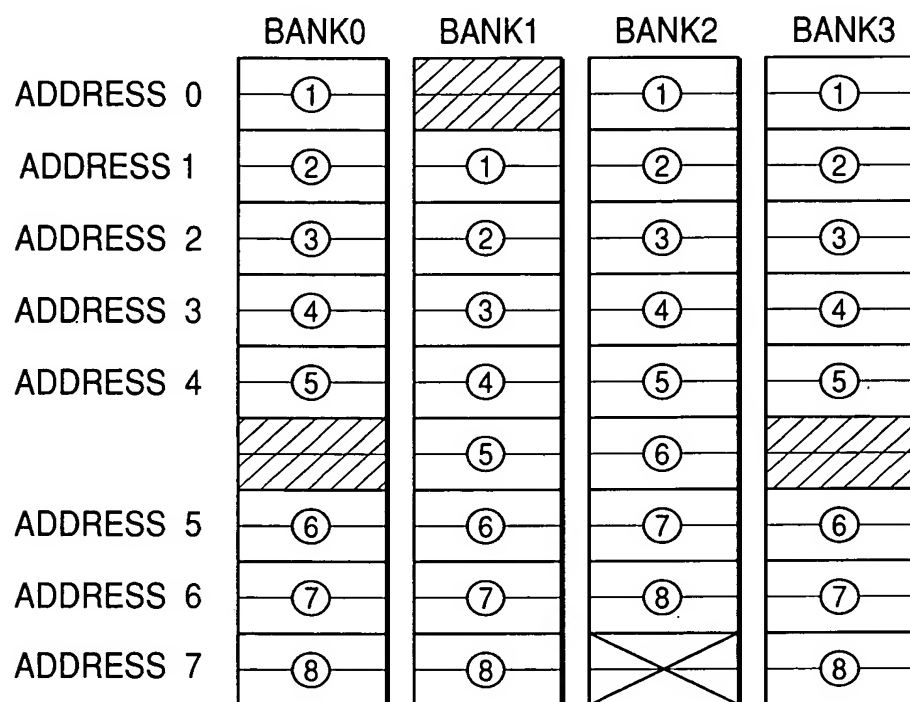 BANK0 BANK1 BANK2 BANK3
ADDRESS 0 ① ① ①
ADDRESS 1 ② ① ② ②
ADDRESS 2 ③ ② ③ ③
ADDRESS 3 ④ ③ ④ ④
ADDRESS 4 ⑤ ④ ⑤ ⑤
⑤ ⑥
ADDRESS 5 ⑥ ⑥ ⑦ ⑥
ADDRESS 6 ⑦ ⑦ ⑧ ⑦
ADDRESS 7 ⑧ ⑧ ⑧